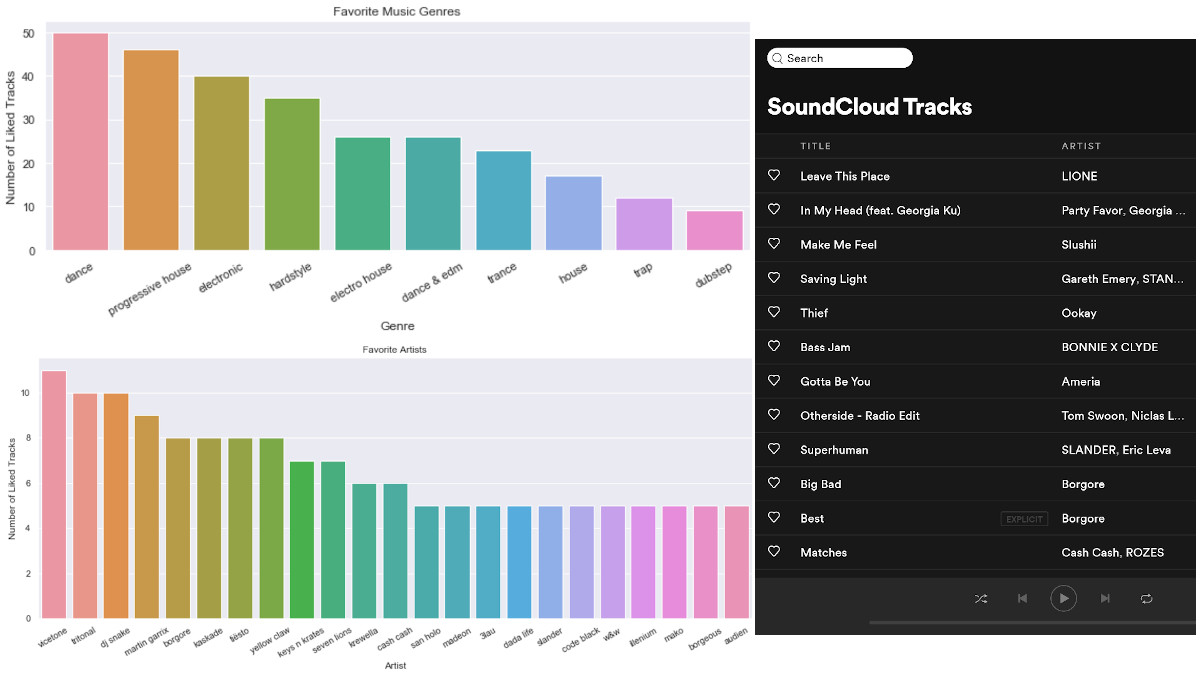 Favorite Music Genres
Number of Liked Tracks
50
40
30
20
10
0
dance
progressive house
electronic
hardstyle
electro house
dance & edm
trance
house
trap
dubstep
Genre
Favorite Artists
Number of Liked Tracks
10
8
6
4
2
0
vicetone
tritonal
dj snake
martin garrix
borgore
kaskade
tiësto
yellow claw
keys n krates
seven lions
krewella
cash cash
san holo
madeon
3lau
dada life
slander
code black
w&w
illenium
mako
borgeous
audien
Artist
Search
SoundCloud Tracks
TITLE ARTIST
Leave This Place LIONE
In My Head (feat. Georgia Ku) Party Favor, Georgia ...
Make Me Feel Slushii
Saving Light Gareth Emery, STAN...
Thief Ookay
Bass Jam BONNIE X CLYDE
Gotta Be You Ameria
Otherside - Radio Edit Tom Swoon, Niclas L...
Superhuman SLANDER, Eric Leva
Big Bad Borgore
Best EXPLICIT Borgore
Matches Cash Cash, ROZES